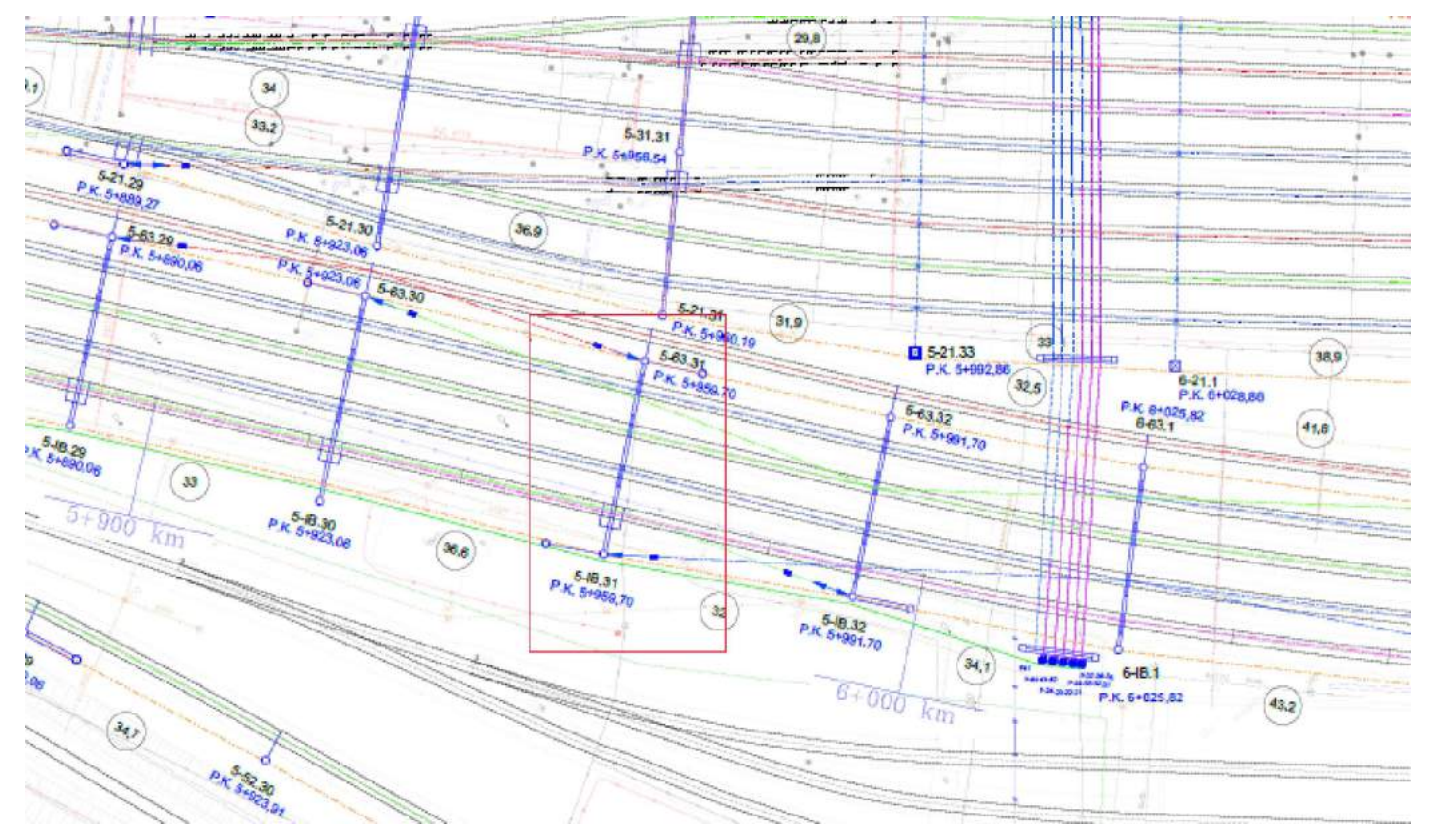 29,8
34
33,2
5-31.31
P.K. 5+958.54
5-21.29
P.K. 5+889,27
5-21.30
P.K. 5+923,06
36.9
5-63.29
P.K. 5+890,06
P.K. 5+923,06
5-63.30
5-21.31
P.K. 5+960.19
31,9
33
5-21.33
P.K. 5+992,86
38,9
5-63.31
P.K. 5+959.70
32,5
6-21.1
P.K. 6+028,86
P.K. 6+025,82
6-63.1
41,6
5-63.32
P.K. 5+991,70
5-IB.29
P.K. 5+890,06
33
5-IB.30
P.K. 5+923,06
5+900 km
36.6
5-IB.31
P.K. 5+959,70
32
5-IB.32
P.K. 5+991.70
34,1
6-IB.1
P.K. 6+025,82
6+000 km
43.2
34,7
5-52.30
P.K. 5+923,91